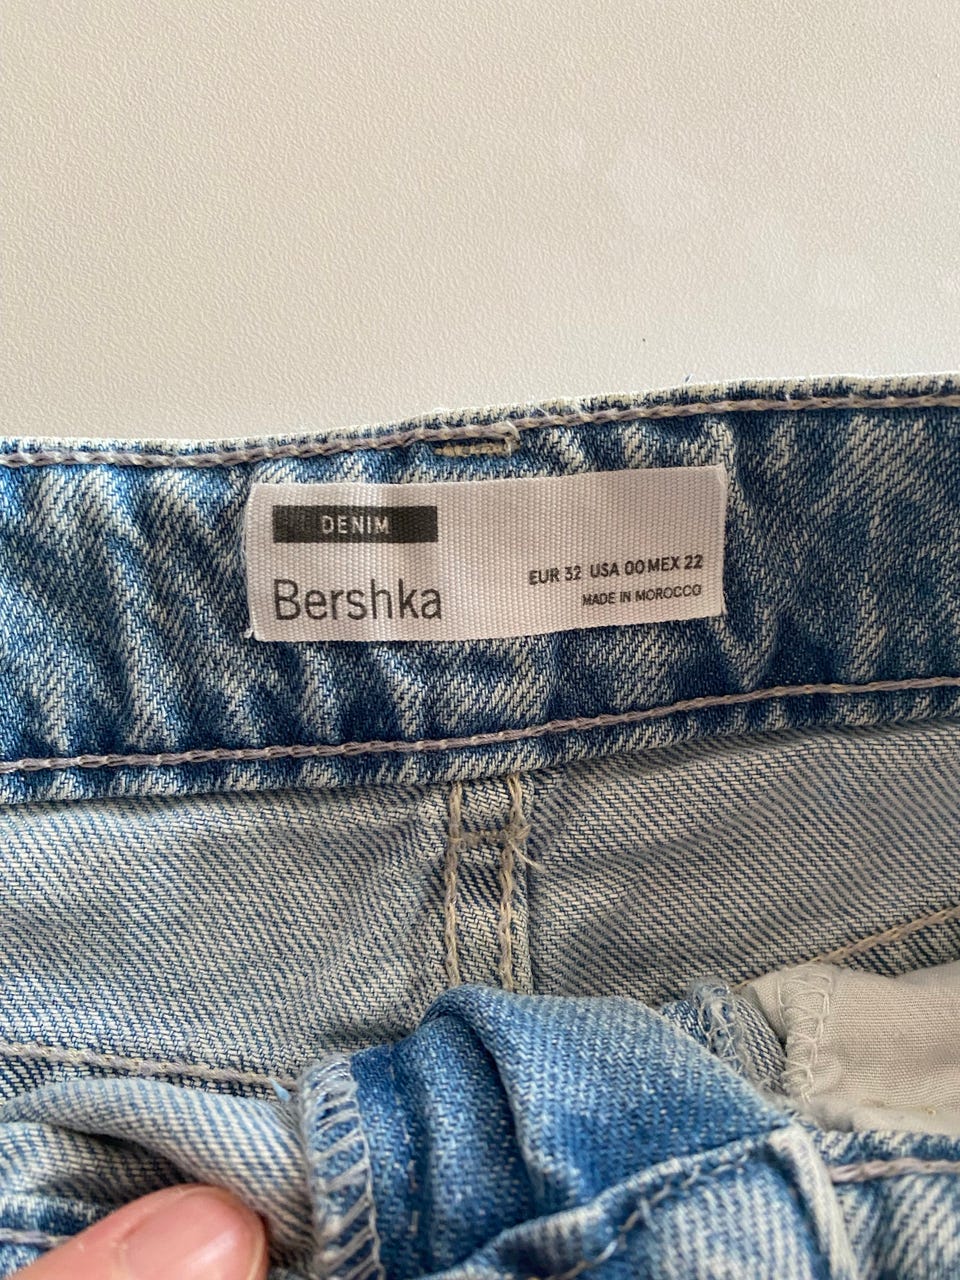 DENIM
Bershka
EUR 32 USA 00 MEX 22
MADE IN MOROCCO